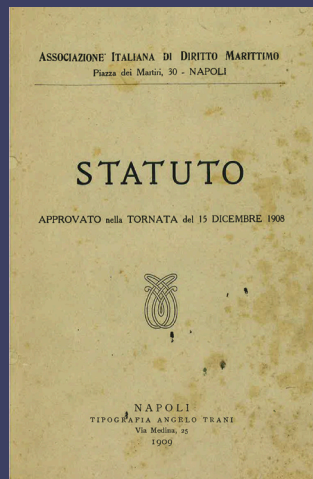 ASSOCIAZIONE ITALIANA DI DIRITTO MARITTIMO
Piazza dei Martiri, 30 - NAPOLI
STATUTO
APPROVATO nella TORNATA del 15 DICEMBRE 1908
NAPOLI
TIPOGRAFIA ANGELO TRANI
Via Medina, 25
1909